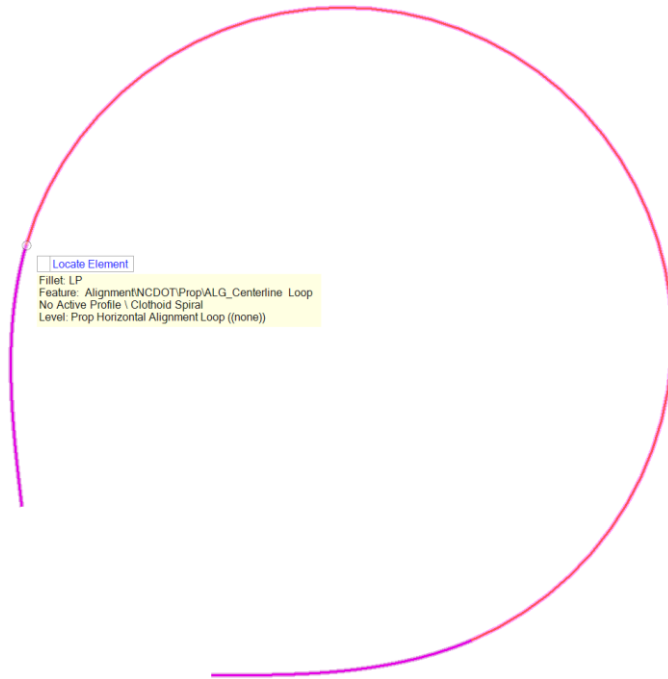 Locate Element
Fillet: LP
Feature: Alignment\NCDOT\Prop\ALG_Centerline Loop
No Active Profile \ Clothoid Spiral
Level: Prop Horizontal Alignment Loop ((none))